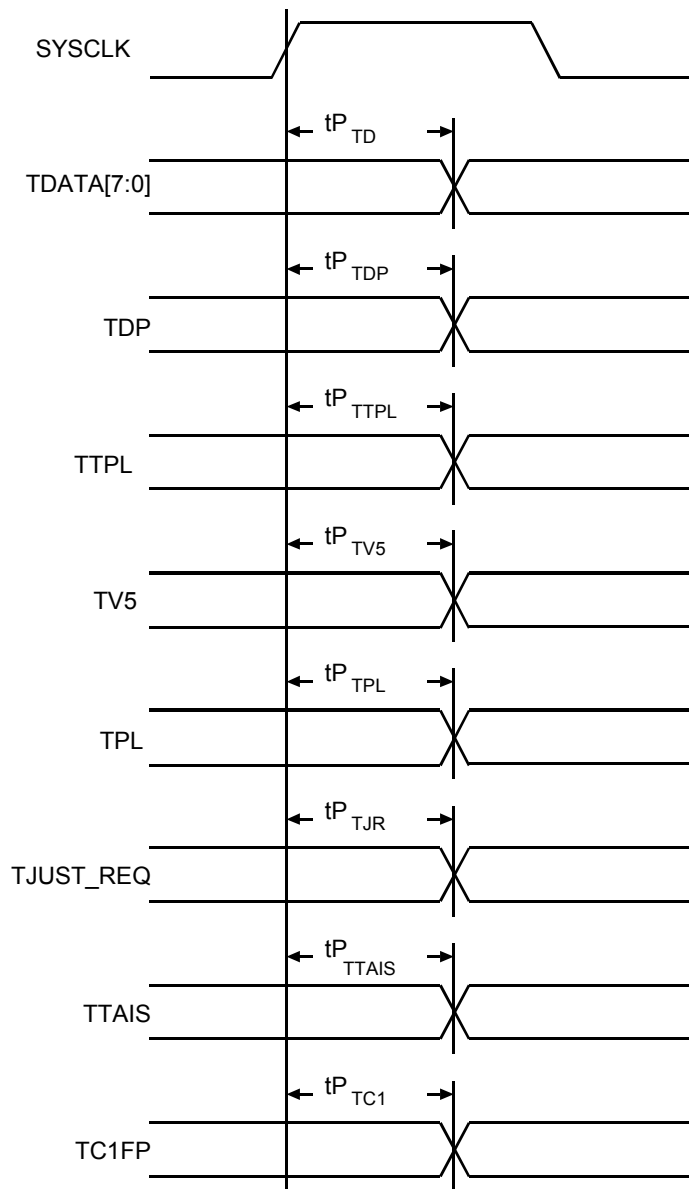 SYSCLK
tP TD
TDATA[7:0]
tP TDP
TDP
tP TTPL
TTPL
tP TV5
TV5
tP TPL
TPL
tP TJR
TJUST_REQ
tP TTAIS
TTAIS
tP TC1
TC1FP